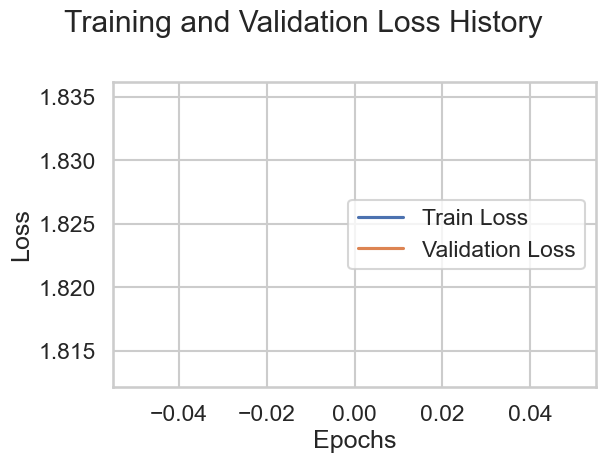 Training and Validation Loss History
1.835
1.830
1.825
1.820
1.815
Loss
Train Loss
Validation Loss
−0.04
−0.02
0.00
0.02
0.04
Epochs